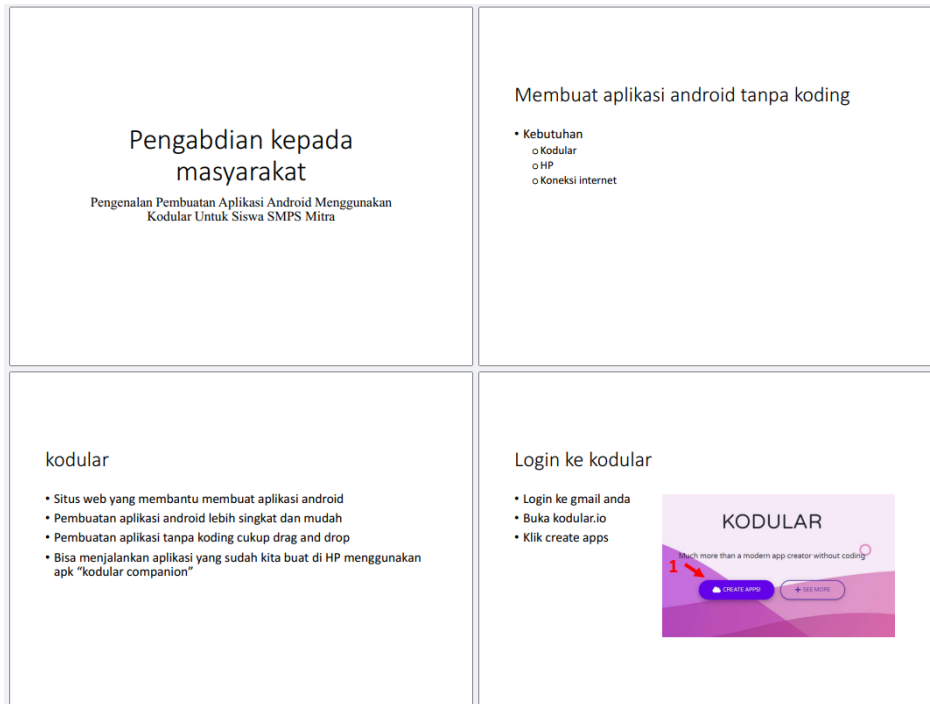 Pengabdian kepada
masyarakat
Pengenalan Pembuatan Aplikasi Android Menggunakan
Kodular Untuk Siswa SMPS Mitra
Membuat aplikasi android tanpa koding
• Kebutuhan
o Kodular
o HP
o Koneksi internet
kodular
• Situs web yang membantu membuat aplikasi android
• Pembuatan aplikasi android lebih singkat dan mudah
• Pembuatan aplikasi tanpa koding cukup drag and drop
• Bisa menjalankan aplikasi yang sudah kita buat di HP menggunakan
apk “kodular companion”
Login ke kodular
• Login ke gmail anda
• Buka kodular.io
• Klik create apps
KODULAR
Much more than a modern app creator without coding
1
CREATE APPS!
+ SEE MORE